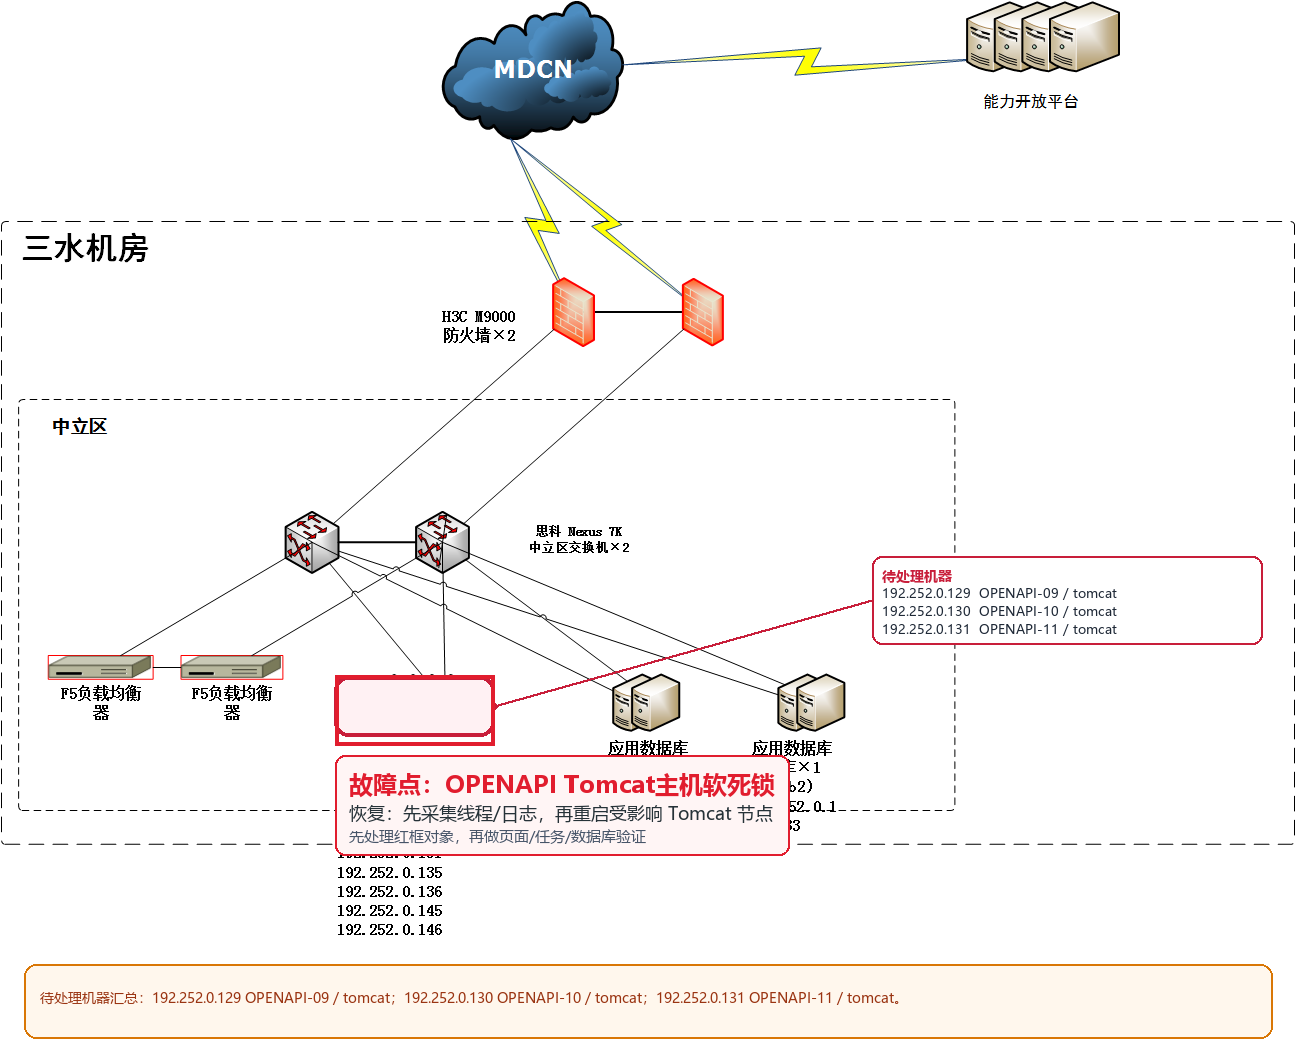 MDCN
能力开放平台
三水机房
H3C M9000
防火墙×2
中立区
思科 Nexus 7K
中立区交换机×2
待处理机器
192.252.0.129 OPENAPI-09 / tomcat
192.252.0.130 OPENAPI-10 / tomcat
192.252.0.131 OPENAPI-11 / tomcat
F5负载均衡
器
F5负载均衡
器
应用数据库
应用数据库
×1
52.0.1
故障点：OPENAPI Tomcat主机软死锁
恢复：先采集线程/日志，再重启受影响 Tomcat 节点
先处理红框对象，再做页面/任务/数据库验证
192.252.0.135
192.252.0.136
192.252.0.145
192.252.0.146
待处理机器汇总：192.252.0.129 OPENAPI-09 / tomcat；192.252.0.130 OPENAPI-10 / tomcat；192.252.0.131 OPENAPI-11 / tomcat。